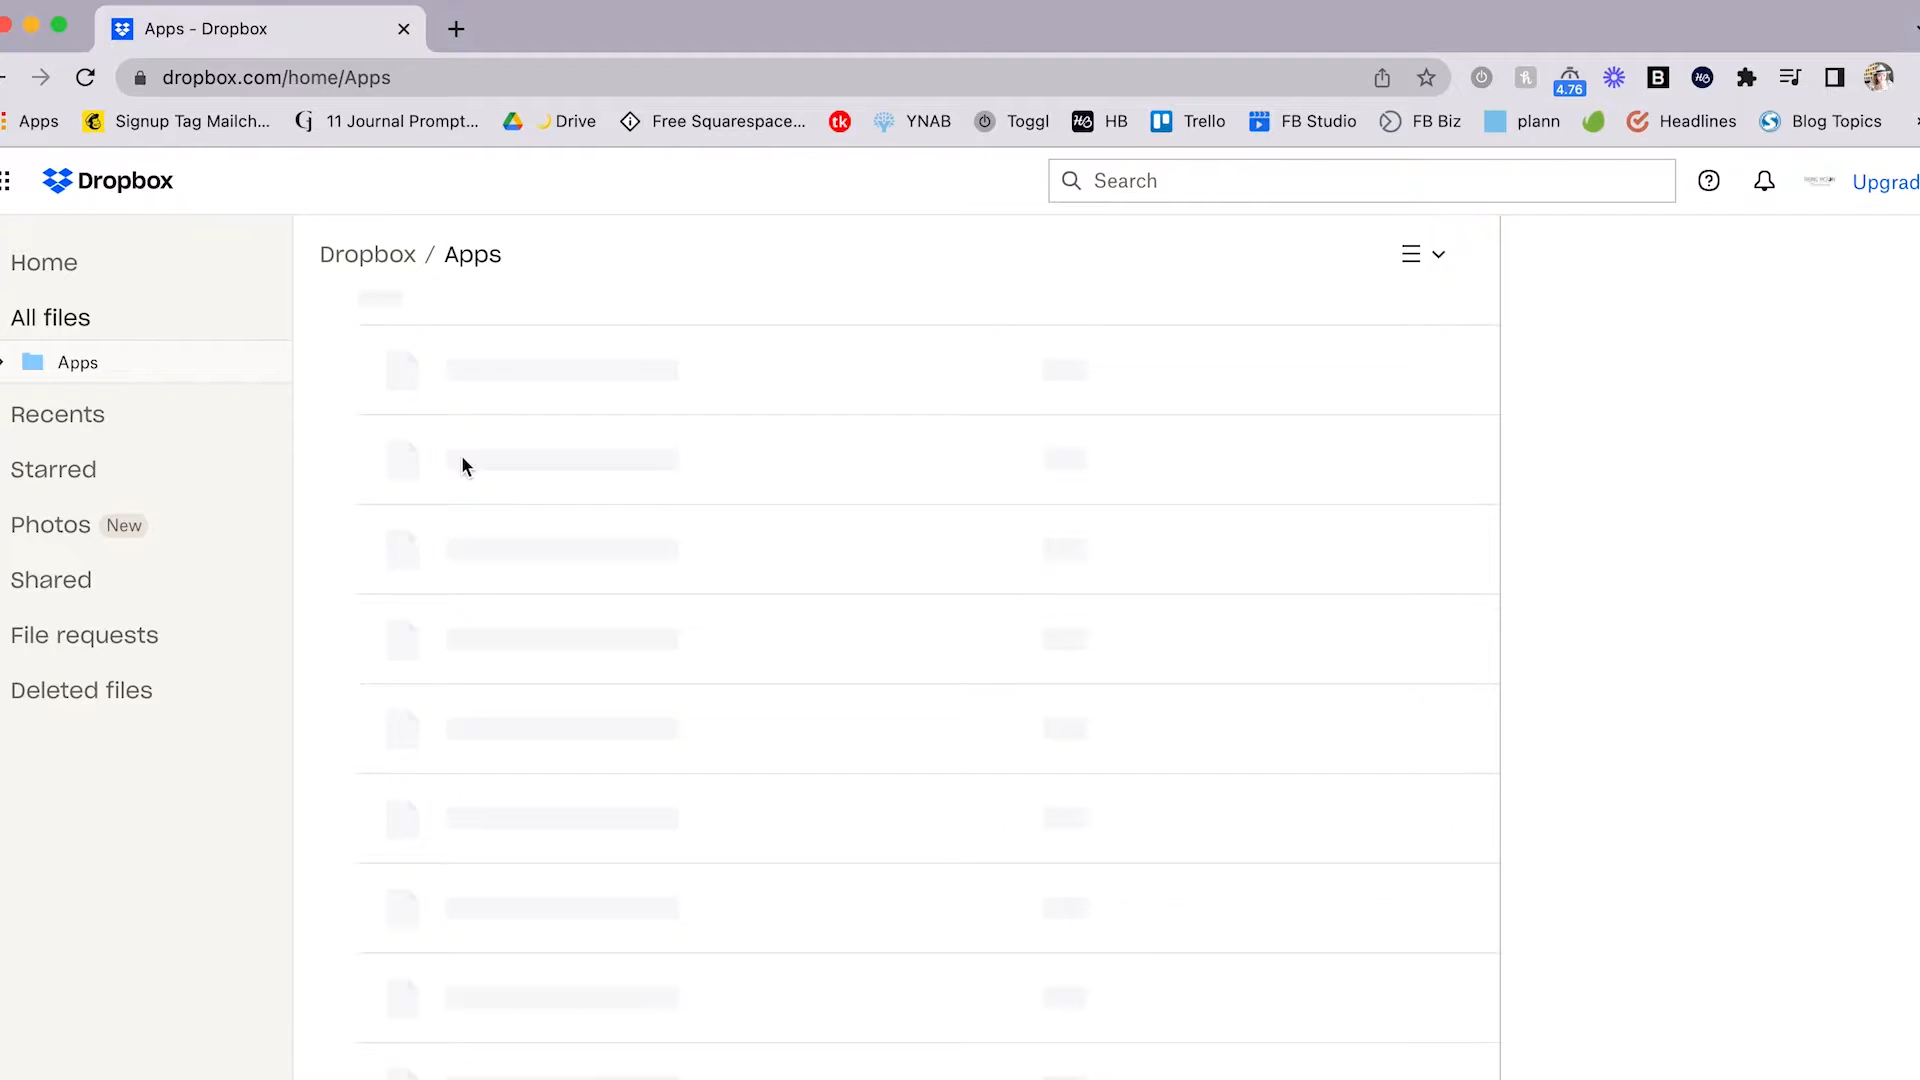 Apps - Dropbox
dropbox.com/home/Apps
4.76
Apps
Signup Tag Mailch...
11 Journal Prompt...
Drive
Free Squarespace...
tk
YNAB
Toggl
HB
Trello
FB Studio
FB Biz
plann
Headlines
Blog Topics
Dropbox
Search
Upgrad
Home
All files
Apps
Recents
Starred
Photos New
Shared
File requests
Deleted files
Dropbox / Apps